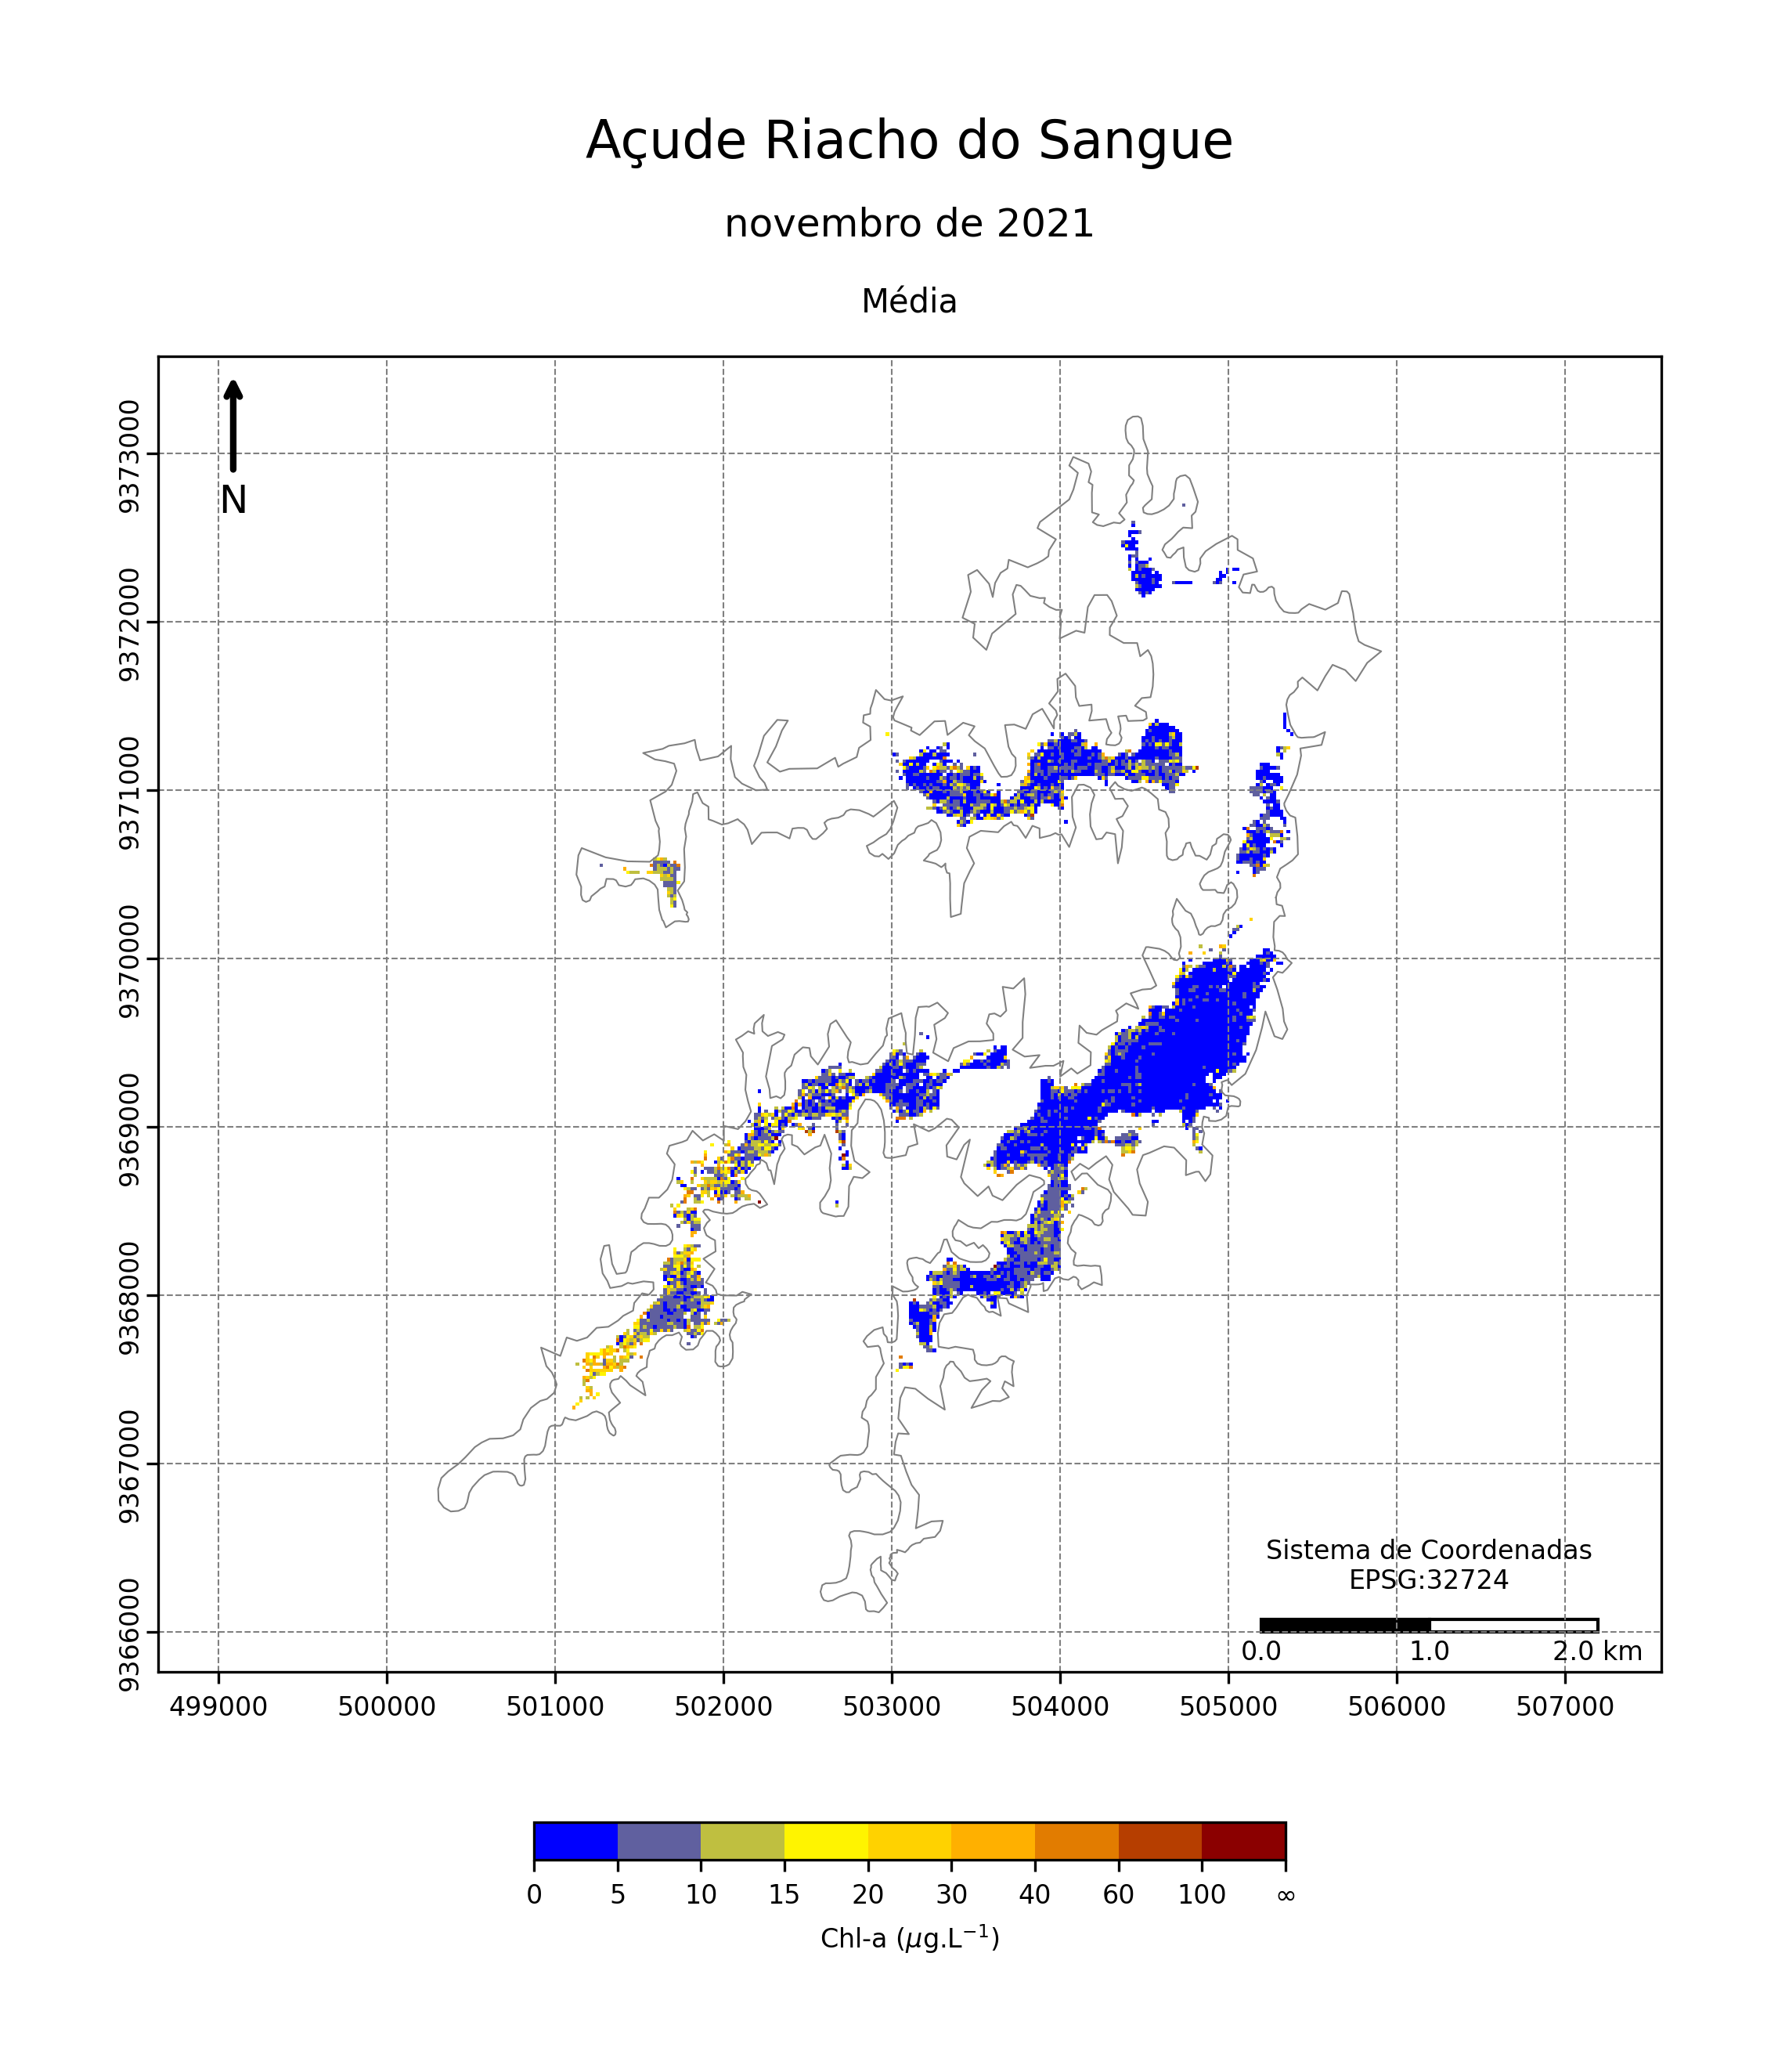 Açude Riacho do Sangue
novembro de 2021
Média
N
9373000
9372000
9371000
9370000
9369000
9368000
9367000
9366000
Sistema de Coordenadas
EPSG:32724
0.0 1.0 2.0 km
499000 500000 501000 502000 503000 504000 505000 506000 507000
0 5 10 15 20 30 40 60 100 ∞
Chl-a (μg.L⁻¹)